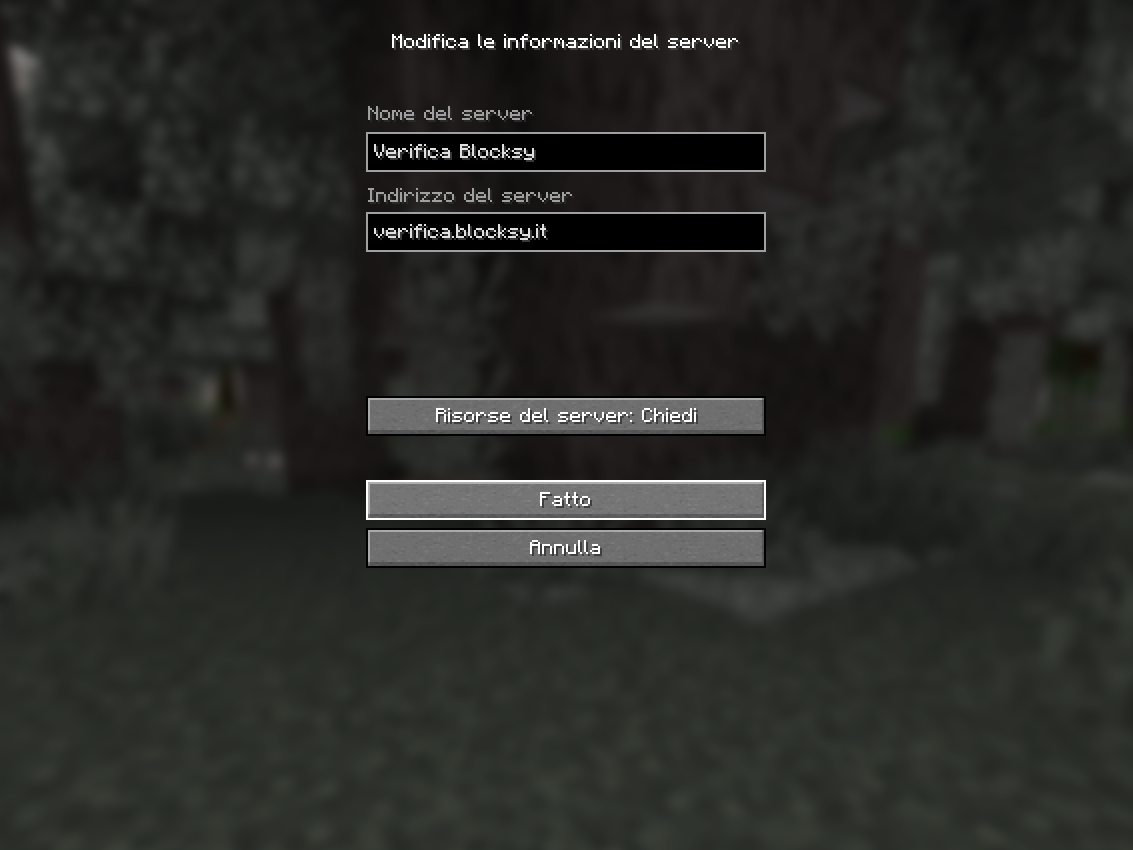 Modifica le informazioni del server
Nome del server
Verifica Blocksy
Indirizzo del server
verifica.blocksy.it
Risorse del server: Chiedi
Fatto
Annulla